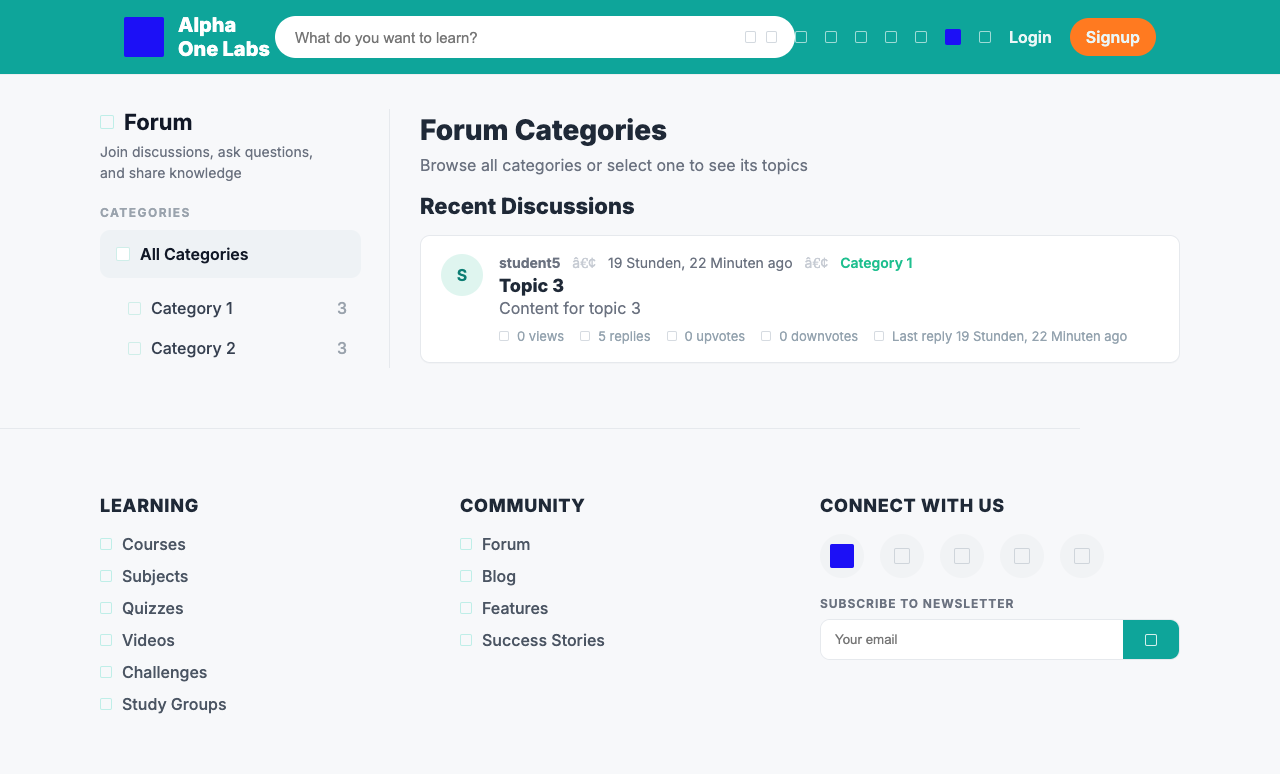 Alpha
One Labs
What do you want to learn?
Login
Signup
Forum
Join discussions, ask questions,
and share knowledge
CATEGORIES
All Categories
Category 1 3
Category 2 3
Forum Categories
Browse all categories or select one to see its topics
Recent Discussions
S
student5 â€¢ 19 Stunden, 22 Minuten ago â€¢ Category 1
Topic 3
Content for topic 3
0 views 5 replies 0 upvotes 0 downvotes Last reply 19 Stunden, 22 Minuten ago
LEARNING
Courses
Subjects
Quizzes
Videos
Challenges
Study Groups
COMMUNITY
Forum
Blog
Features
Success Stories
CONNECT WITH US
SUBSCRIBE TO NEWSLETTER
Your email